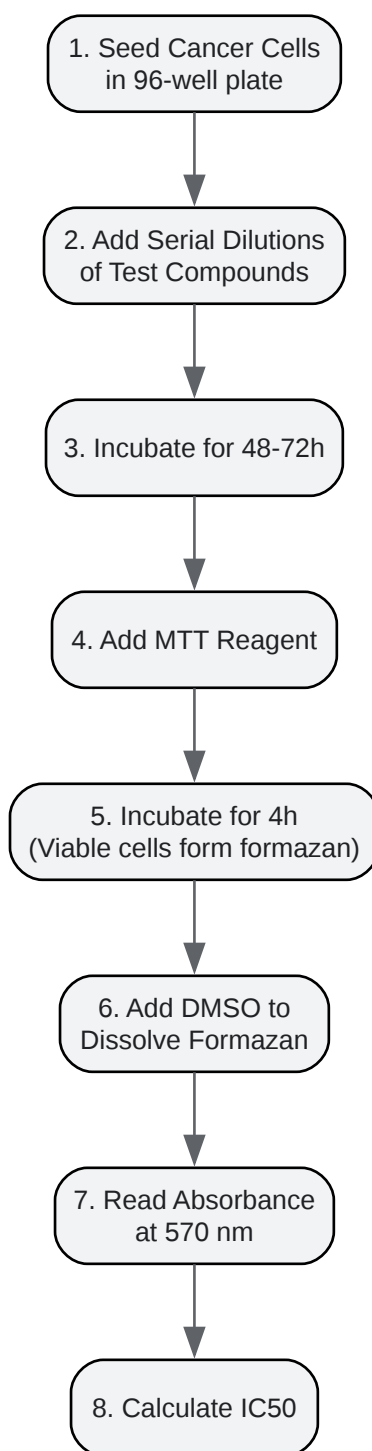 1. Seed Cancer Cells
in 96-well plate
2. Add Serial Dilutions
of Test Compounds
3. Incubate for 48-72h
4. Add MTT Reagent
5. Incubate for 4h
(Viable cells form formazan)
6. Add DMSO to
Dissolve Formazan
7. Read Absorbance
at 570 nm
8. Calculate IC50